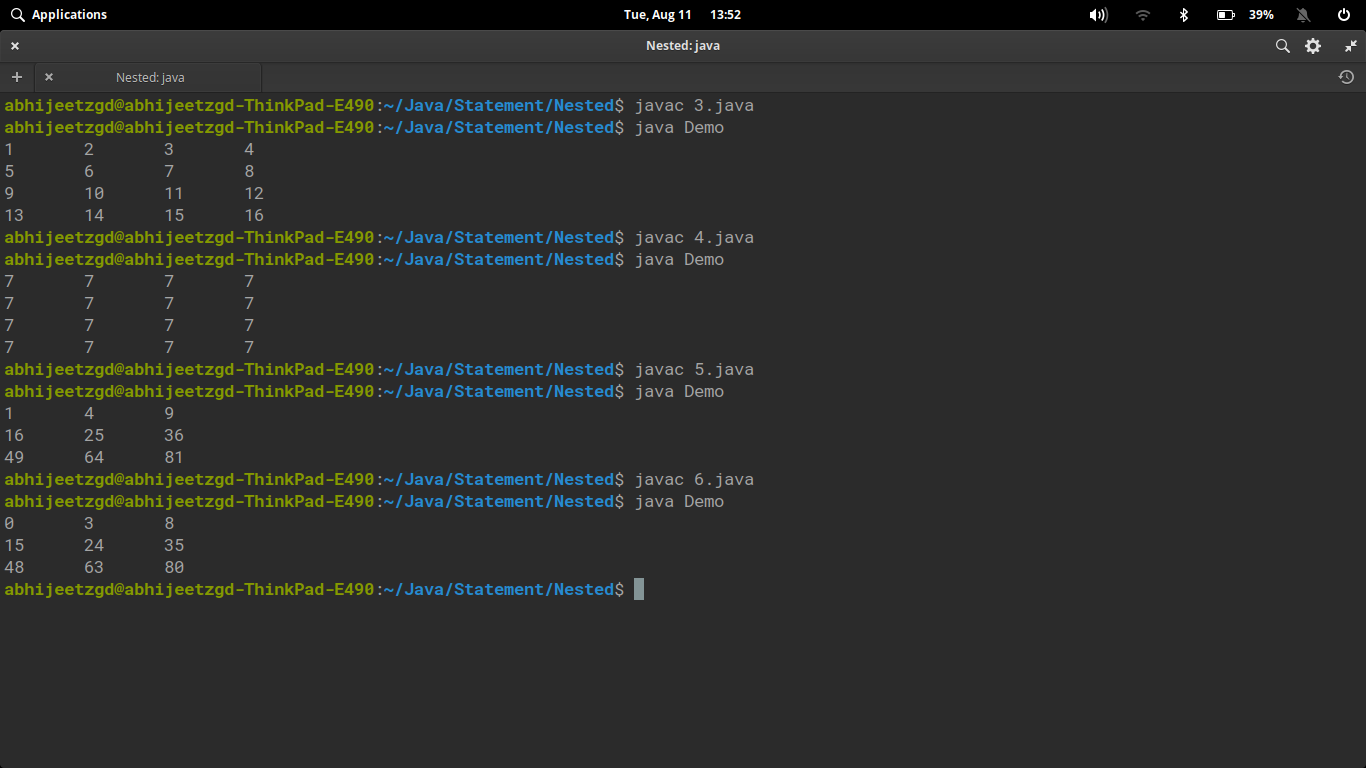 Applications Tue, Aug 11 13:52 39%
Nested: java
Nested: java
abhijeetzgd@abhijeetzgd-ThinkPad-E490:~/Java/Statement/Nested$ javac 3.java
abhijeetzgd@abhijeetzgd-ThinkPad-E490:~/Java/Statement/Nested$ java Demo
1 2 3 4
5 6 7 8
9 10 11 12
13 14 15 16
abhijeetzgd@abhijeetzgd-ThinkPad-E490:~/Java/Statement/Nested$ javac 4.java
abhijeetzgd@abhijeetzgd-ThinkPad-E490:~/Java/Statement/Nested$ java Demo
7 7 7 7
7 7 7 7
7 7 7 7
7 7 7 7
abhijeetzgd@abhijeetzgd-ThinkPad-E490:~/Java/Statement/Nested$ javac 5.java
abhijeetzgd@abhijeetzgd-ThinkPad-E490:~/Java/Statement/Nested$ java Demo
1 4 9
16 25 36
49 64 81
abhijeetzgd@abhijeetzgd-ThinkPad-E490:~/Java/Statement/Nested$ javac 6.java
abhijeetzgd@abhijeetzgd-ThinkPad-E490:~/Java/Statement/Nested$ java Demo
0 3 8
15 24 35
48 63 80
abhijeetzgd@abhijeetzgd-ThinkPad-E490:~/Java/Statement/Nested$